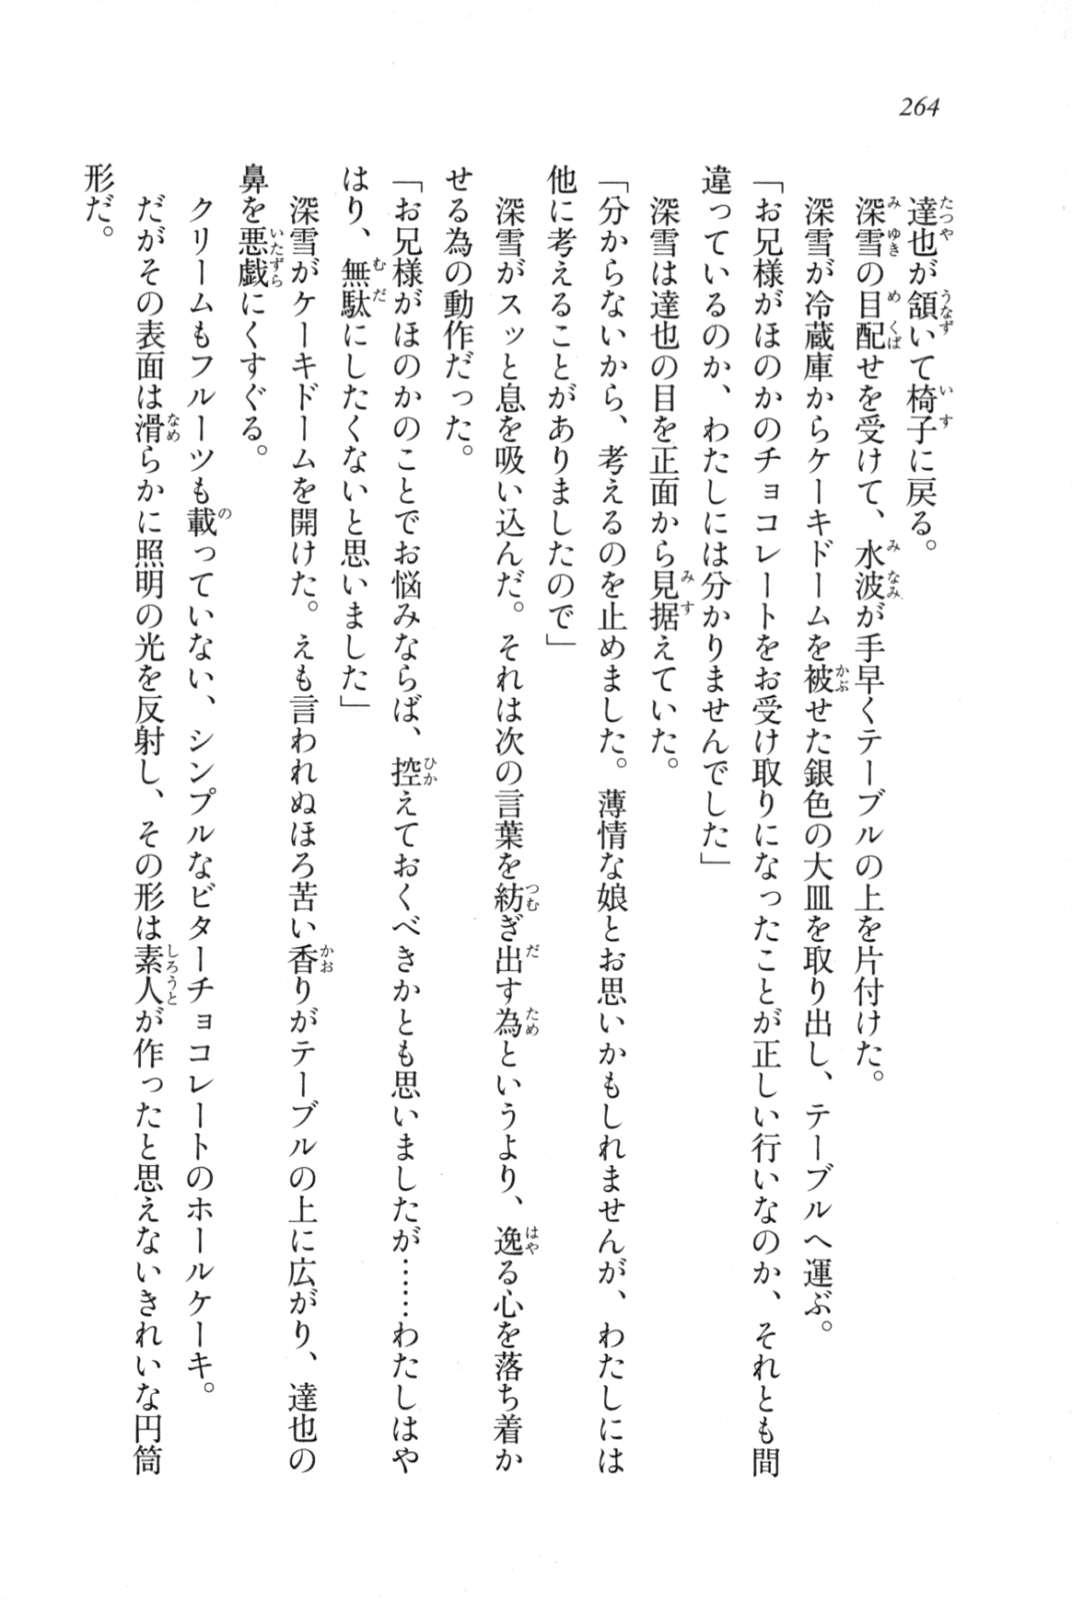 264
達也が頷いて椅子に戻る。
深雪の目配せを受けて、水波が手早くテーブルの上を片付けた。
深雪が冷蔵庫からケーキドームを被せた銀色の大皿を取り出し、テーブルへ運ぶ。
「お兄様がほのかのチョコレートをお受け取りになったことが正しい行いなのか、それとも間
違っているのか、わたしには分かりませんでした」
深雪は達也の目を正面から見据えていた。
「分からないから、考えるのを止めました。薄情な娘とお思いかもしれませんが、わたしには
他に考えることがありましたので」
深雪がスッと息を吸い込んだ。それは次の言葉を紡ぎ出す為というより、逸る心を落ち着か
せる為の動作だった。
「お兄様がほのかのことでお悩みならば、控えておくべきかとも思いましたが……わたしはや
はり、無駄にしたくないと思いました」
深雪がケーキドームを開けた。えも言われぬほろ苦い香りがテーブルの上に広がり、達也の
鼻を悪戯にくすぐる。
クリームもフルーツも載っていない、シンプルなビターチョコレートのホールケーキ。
だがその表面は滑らかに照明の光を反射し、その形は素人が作ったと思えないきれいな円筒
形だ。